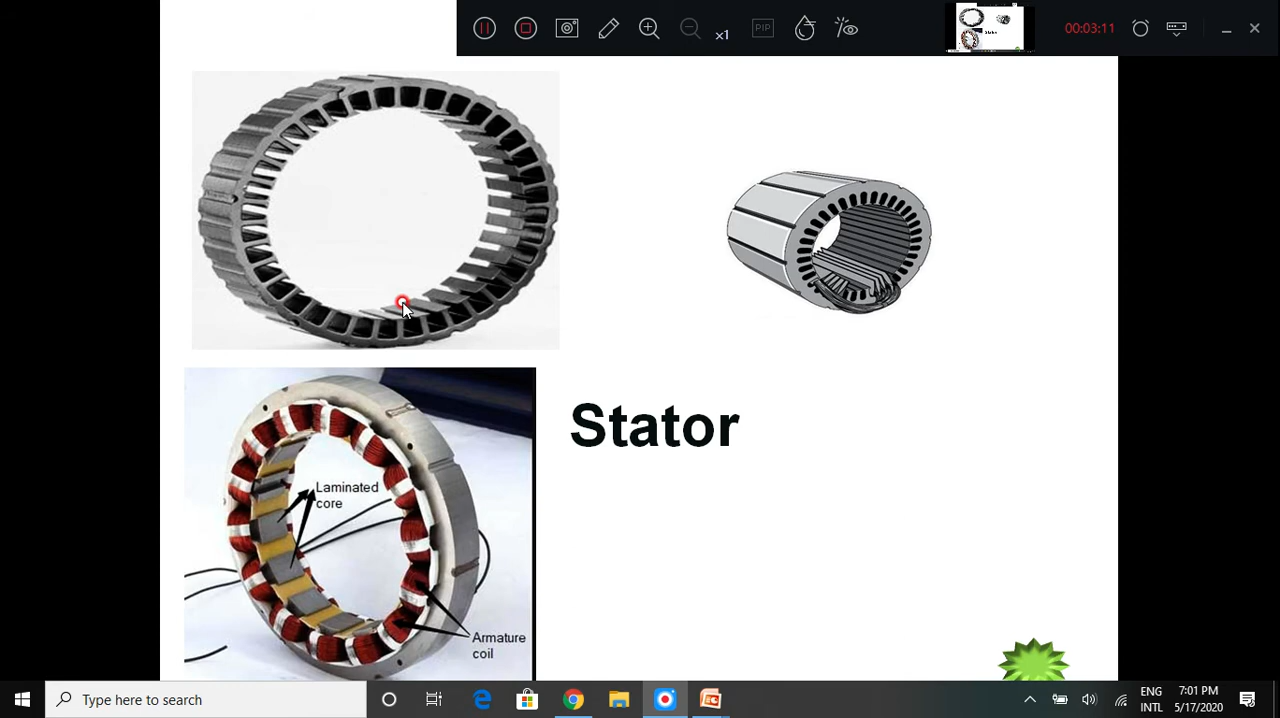 x1
PIP
00:03:11
Stator
Laminated
core
Armature
coil
Type here to search
ENG
INTL
7:01 PM
5/17/2020